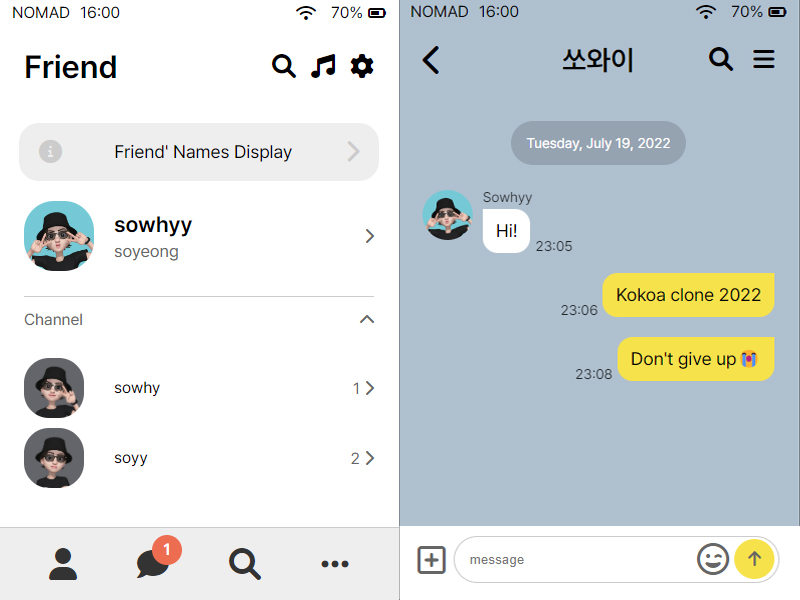 NOMAD 16:00 70%
Friend
Friend' Names Display
sowhyy
soyeong
Channel
sowhy 1
soyy 2
1
NOMAD 16:00 70%
쏘와이
Tuesday, July 19, 2022
Sowhyy
Hi! 23:05
23:06 Kokoa clone 2022
23:08 Don't give up😭
message